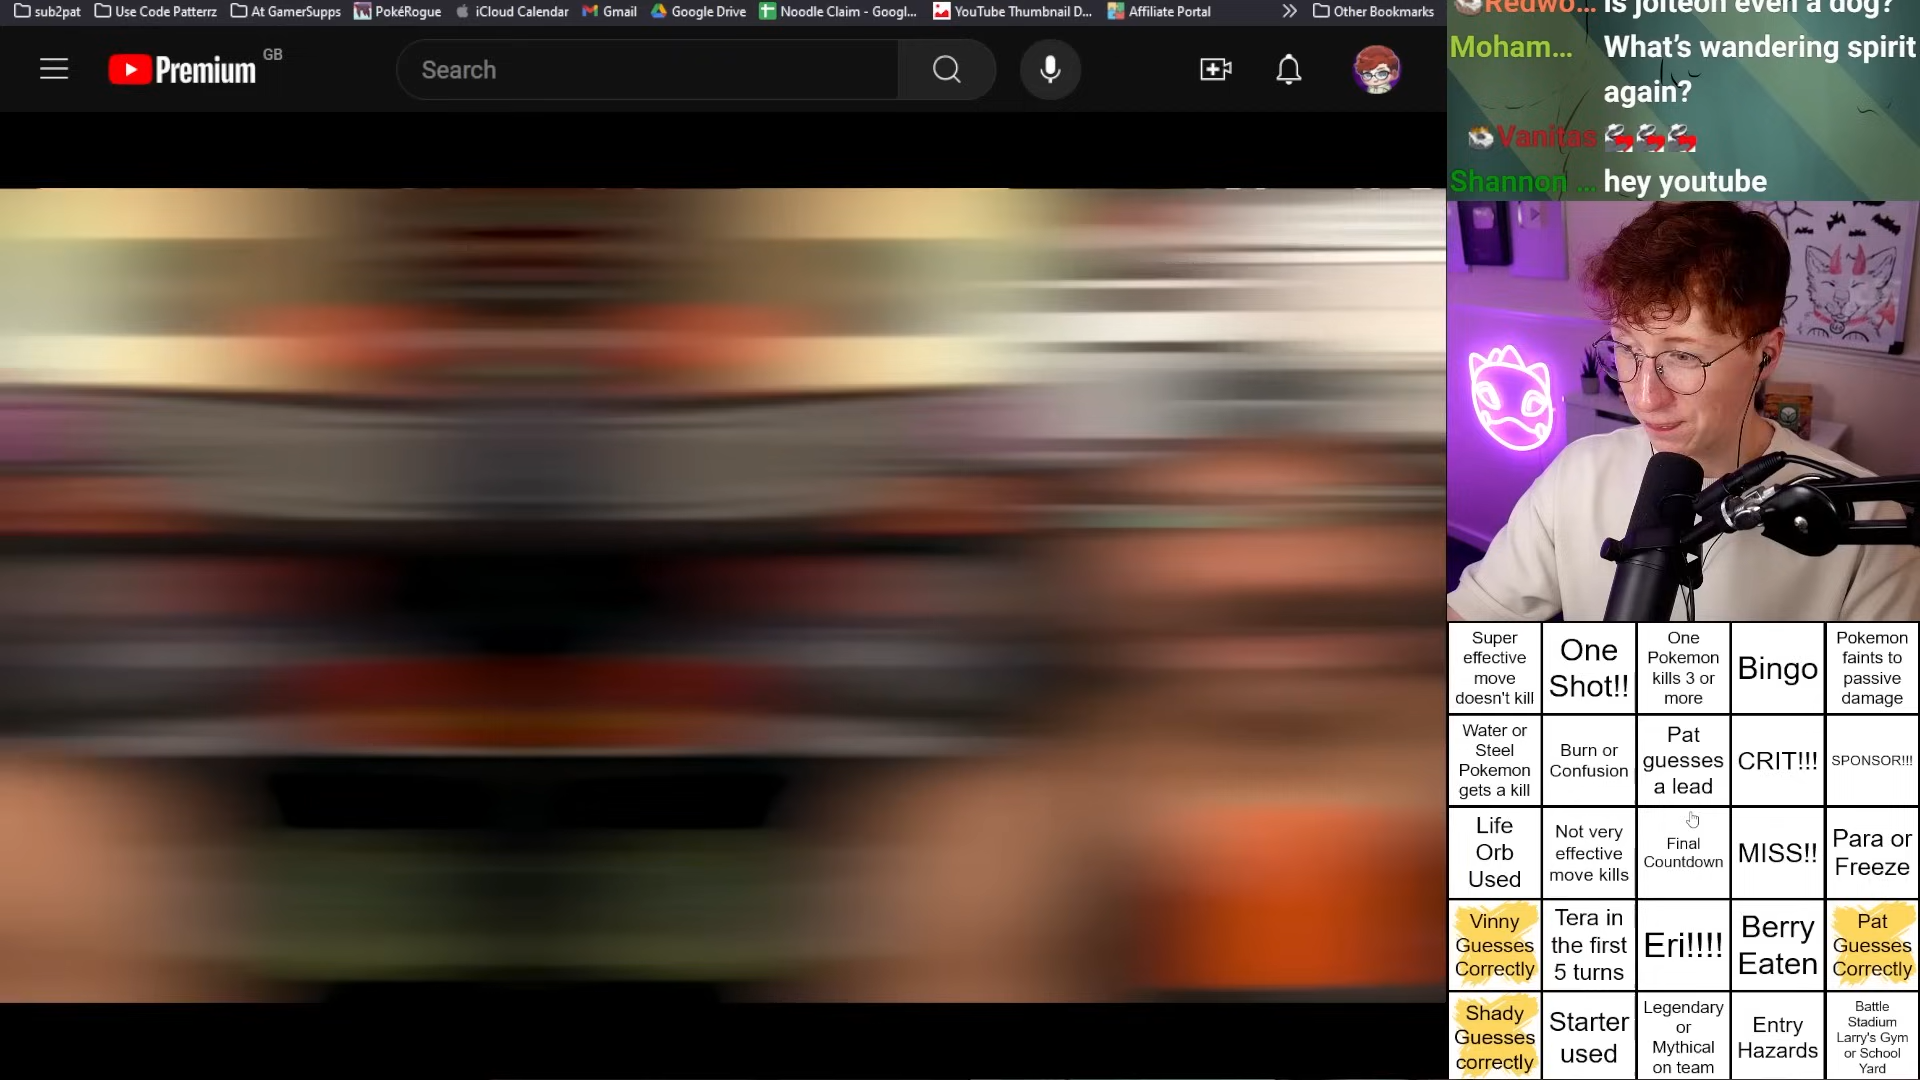 sub2pat
Use Code Patterrz
At GamerSupps
PokéRogue
iCloud Calendar
Gmail
Google Drive
Noodle Claim - Googl...
YouTube Thumbnail D...
Affiliate Portal
Other Bookmarks
Premium GB
Search
Redwo... is jolteon even a dog?
Moham... What's wandering spirit
again?
Vanitas
Shannon ... hey youtube
Super
effective
move
doesn't kill
One
Shot!!
One
Pokemon
kills 3 or
more
Bingo
Pokemon
faints to
passive
damage
Water or
Steel
Pokemon
gets a kill
Burn or
Confusion
Pat
guesses
a lead
CRIT!!!
SPONSOR!!!
Life
Orb
Used
Not very
effective
move kills
Final
Countdown
MISS!!
Para or
Freeze
Vinny
Guesses
Correctly
Tera in
the first
5 turns
Eri!!!!
Berry
Eaten
Pat
Guesses
Correctly
Shady
Guesses
correctly
Starter
used
Legendary
or
Mythical
on team
Entry
Hazards
Battle
Stadium
Larry's Gym
or School
Yard